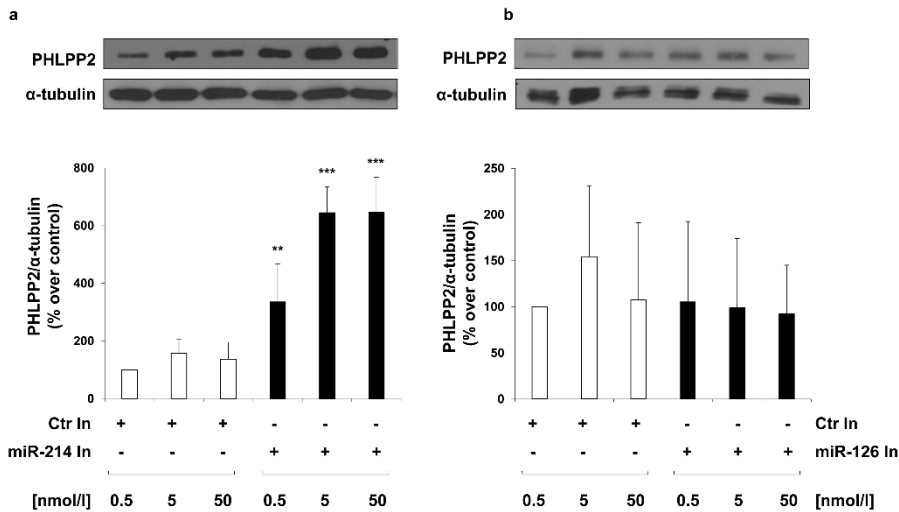 a
PHLPP2
α-tubulin
PHLPP2/α-tubulin
(% over control)
800
600
400
200
0
** *** ***
Ctr In + + + - - -
miR-214 In - - - + + +
[nmol/l] 0.5 5 50 0.5 5 50
b
PHLPP2
α-tubulin
PHLPP2/α-tubulin
(% over control)
250
200
150
100
50
0
+ + + - - - Ctr In
- - - + + + miR-126 In
0.5 5 50 0.5 5 50 [nmol/l]